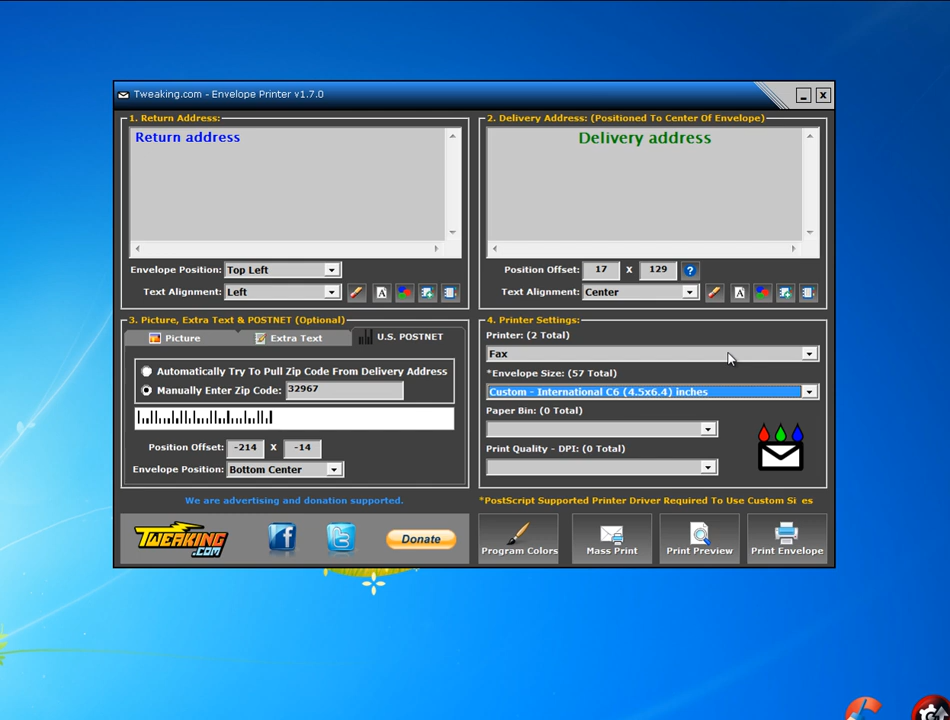 Tweaking.com - Envelope Printer v1.7.0
1. Return Address:
Return address
Envelope Position: Top Left
Text Alignment: Left
A
2. Delivery Address: (Positioned To Center Of Envelope)
Delivery address
Position Offset: 17 X 129 ?
Text Alignment: Center
A
3. Picture, Extra Text & POSTNET (Optional)
Picture Extra Text U.S. POSTNET
Automatically Try To Pull Zip Code From Delivery Address
Manually Enter Zip Code: 32967
Position Offset: -214 X -14
Envelope Position: Bottom Center
4. Printer Settings:
Printer: (2 Total)
Fax
*Envelope Size: (57 Total)
Custom - International C6 (4.5x6.4) inches
Paper Bin: (0 Total)
Print Quality - DPI: (0 Total)
We are advertising and donation supported.
*PostScript Supported Printer Driver Required To Use Custom Si es
TWEAKING.COM
f
t
Donate
Program Colors
Mass Print
Print Preview
Print Envelope